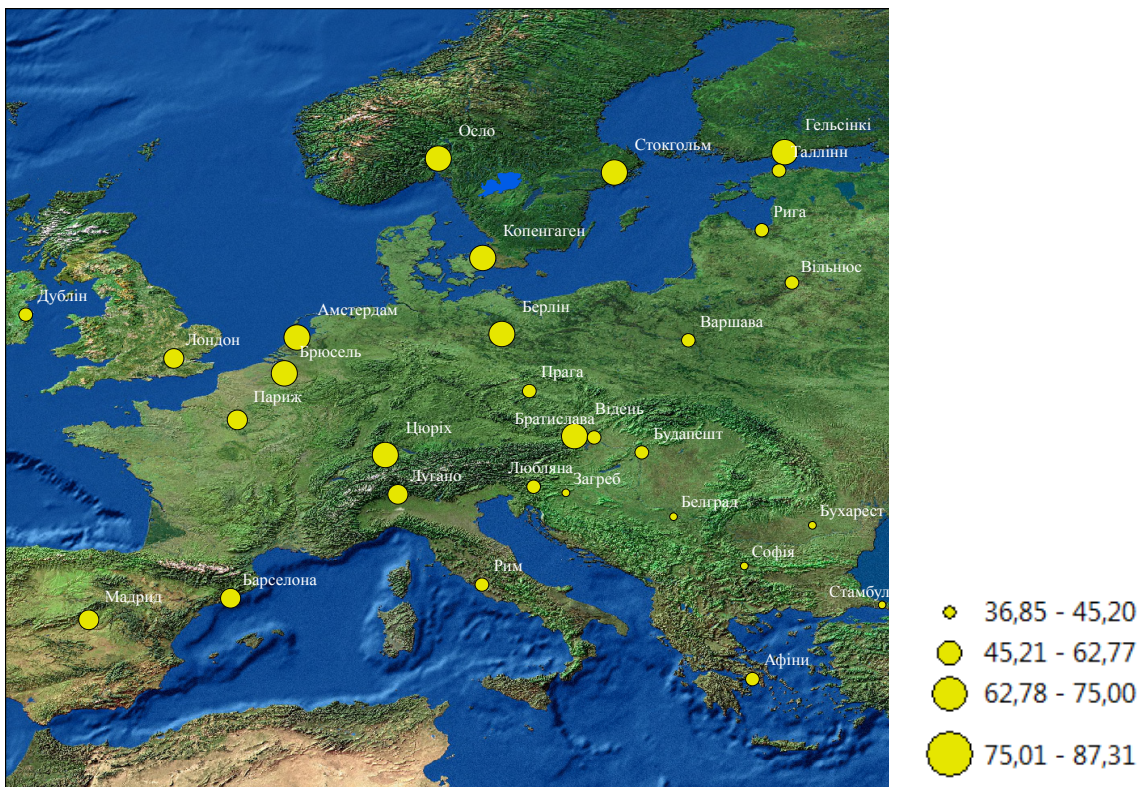 Гельсінкі
Осло
Стокгольм
Таллінн
Рига
Копенгаген
Вільнюс
Дублін
Амстердам
Берлін
Варшава
Лондон
Брюсель
Прага
Париж
Братислава
Відень
Цюріх
Будапешт
Лугано
Любляна
Загреб
Белград
Бухарест
Софія
Рим
Барселона
Мадрид
Стамбул
Афіни
36,85 - 45,20
45,21 - 62,77
62,78 - 75,00
75,01 - 87,31